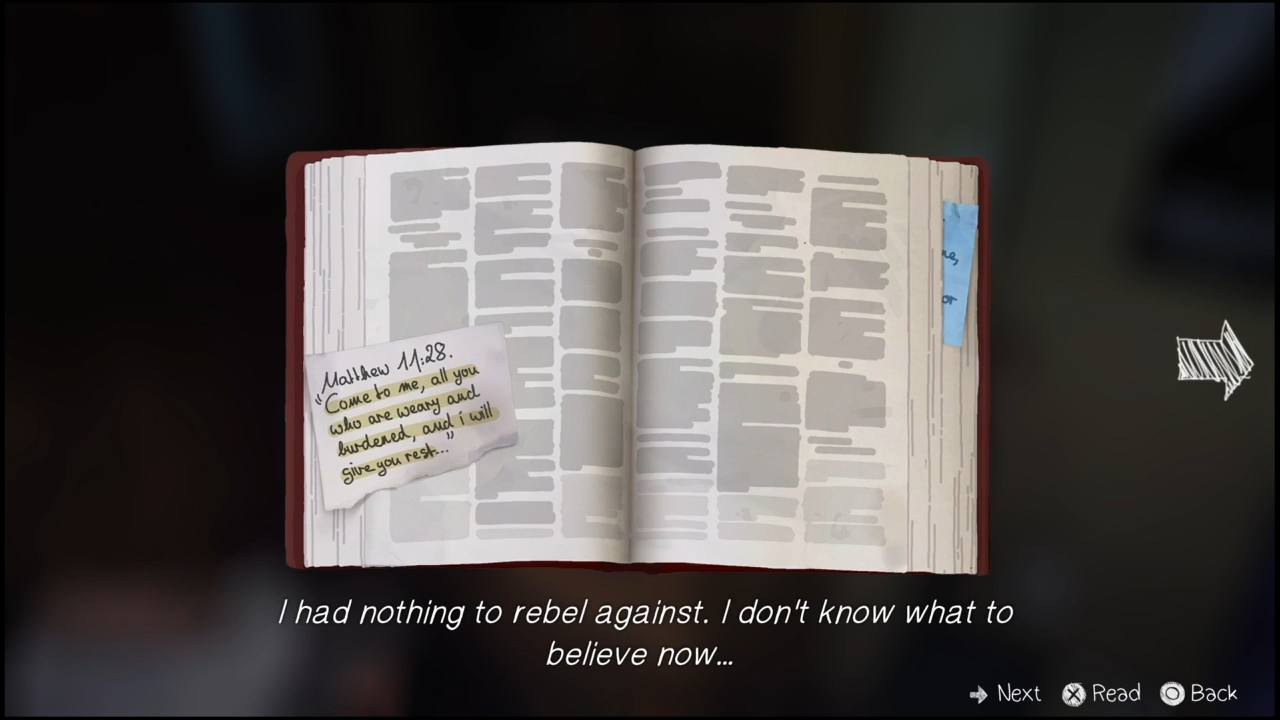 Matthew 11:28.
"Come to me, all you
who are weary and
burdened, and i will
give you rest..."
or
I had nothing to rebel against. I don't know what to
believe now...
Next Read Back